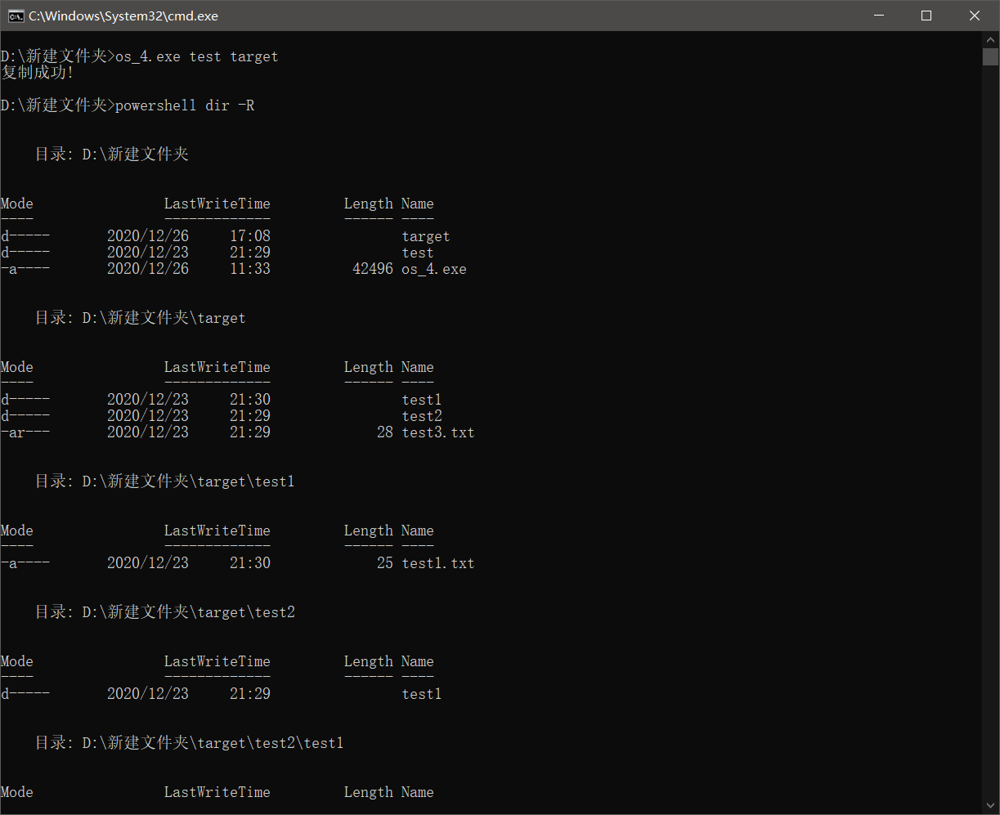 C:\Windows\System32\cmd.exe
D:\新建文件夹>os_4.exe test target
复制成功!
D:\新建文件夹>powershell dir -R
目录: D:\新建文件夹
Mode                LastWriteTime         Length Name
----                -------------         ------ ----
d-----       2020/12/26     17:08                target
d-----       2020/12/23     21:29                test
-a----       2020/12/26     11:33          42496 os_4.exe
目录: D:\新建文件夹\target
Mode                LastWriteTime         Length Name
----                -------------         ------ ----
d-----       2020/12/23     21:30                test1
d-----       2020/12/23     21:29                test2
-ar---       2020/12/23     21:29             28 test3.txt
目录: D:\新建文件夹\target\test1
Mode                LastWriteTime         Length Name
----                -------------         ------ ----
-a----       2020/12/23     21:30             25 test1.txt
目录: D:\新建文件夹\target\test2
Mode                LastWriteTime         Length Name
----                -------------         ------ ----
d-----       2020/12/23     21:29                test1
目录: D:\新建文件夹\target\test2\test1
Mode                LastWriteTime         Length Name